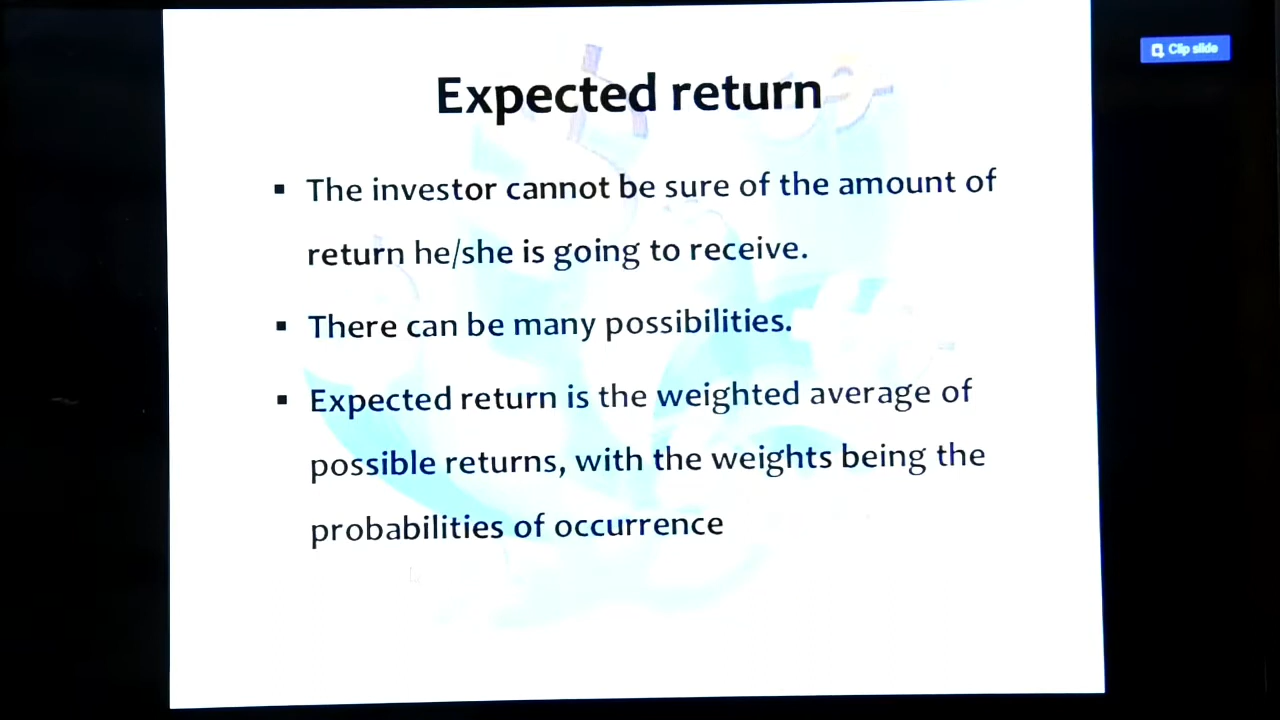 Clip slide
Expected return
▪ The investor cannot be sure of the amount of
return he/she is going to receive.
▪ There can be many possibilities.
▪ Expected return is the weighted average of
possible returns, with the weights being the
probabilities of occurrence